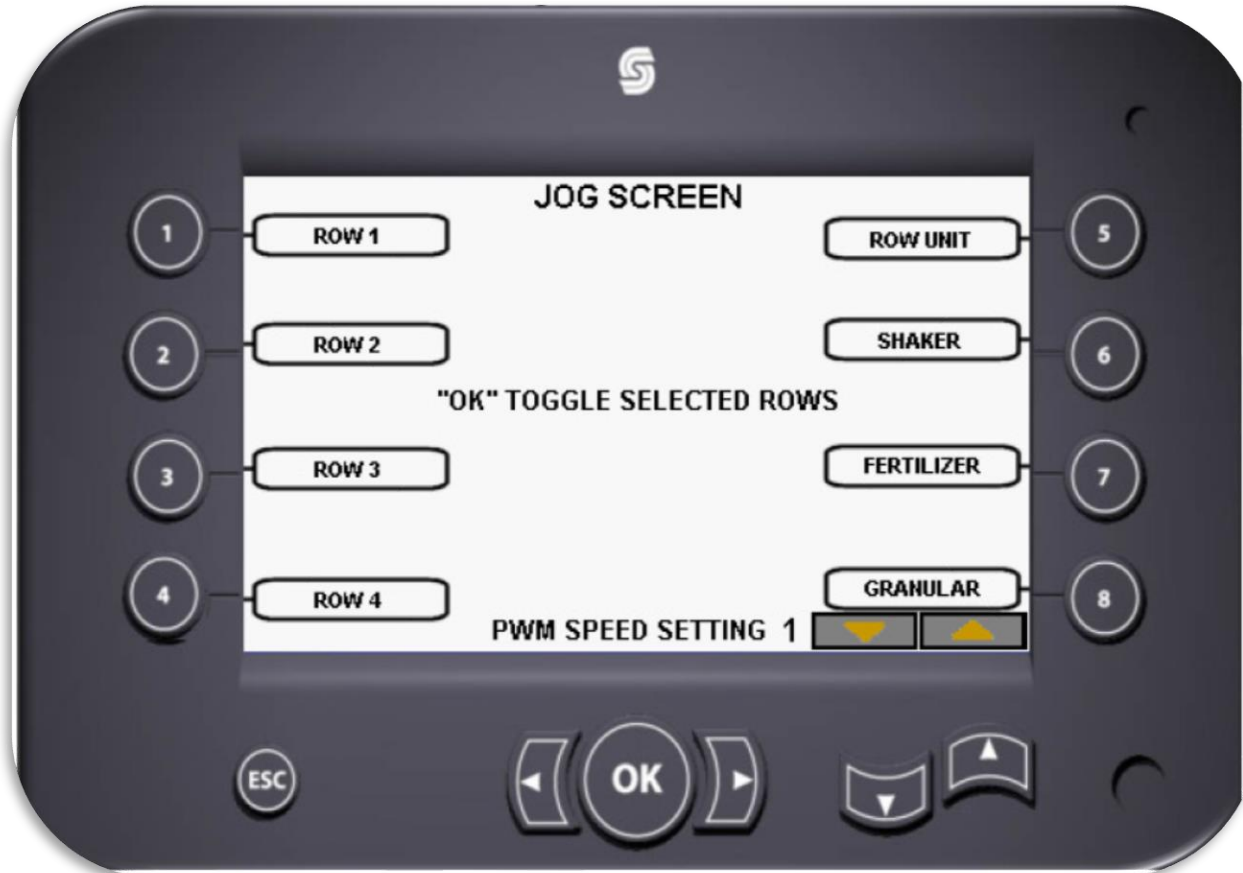 JOG SCREEN
1
ROW 1
ROW UNIT
5
2
ROW 2
SHAKER
6
"OK" TOGGLE SELECTED ROWS
3
ROW 3
FERTILIZER
7
4
ROW 4
GRANULAR
8
PWM SPEED SETTING 1
ESC
OK